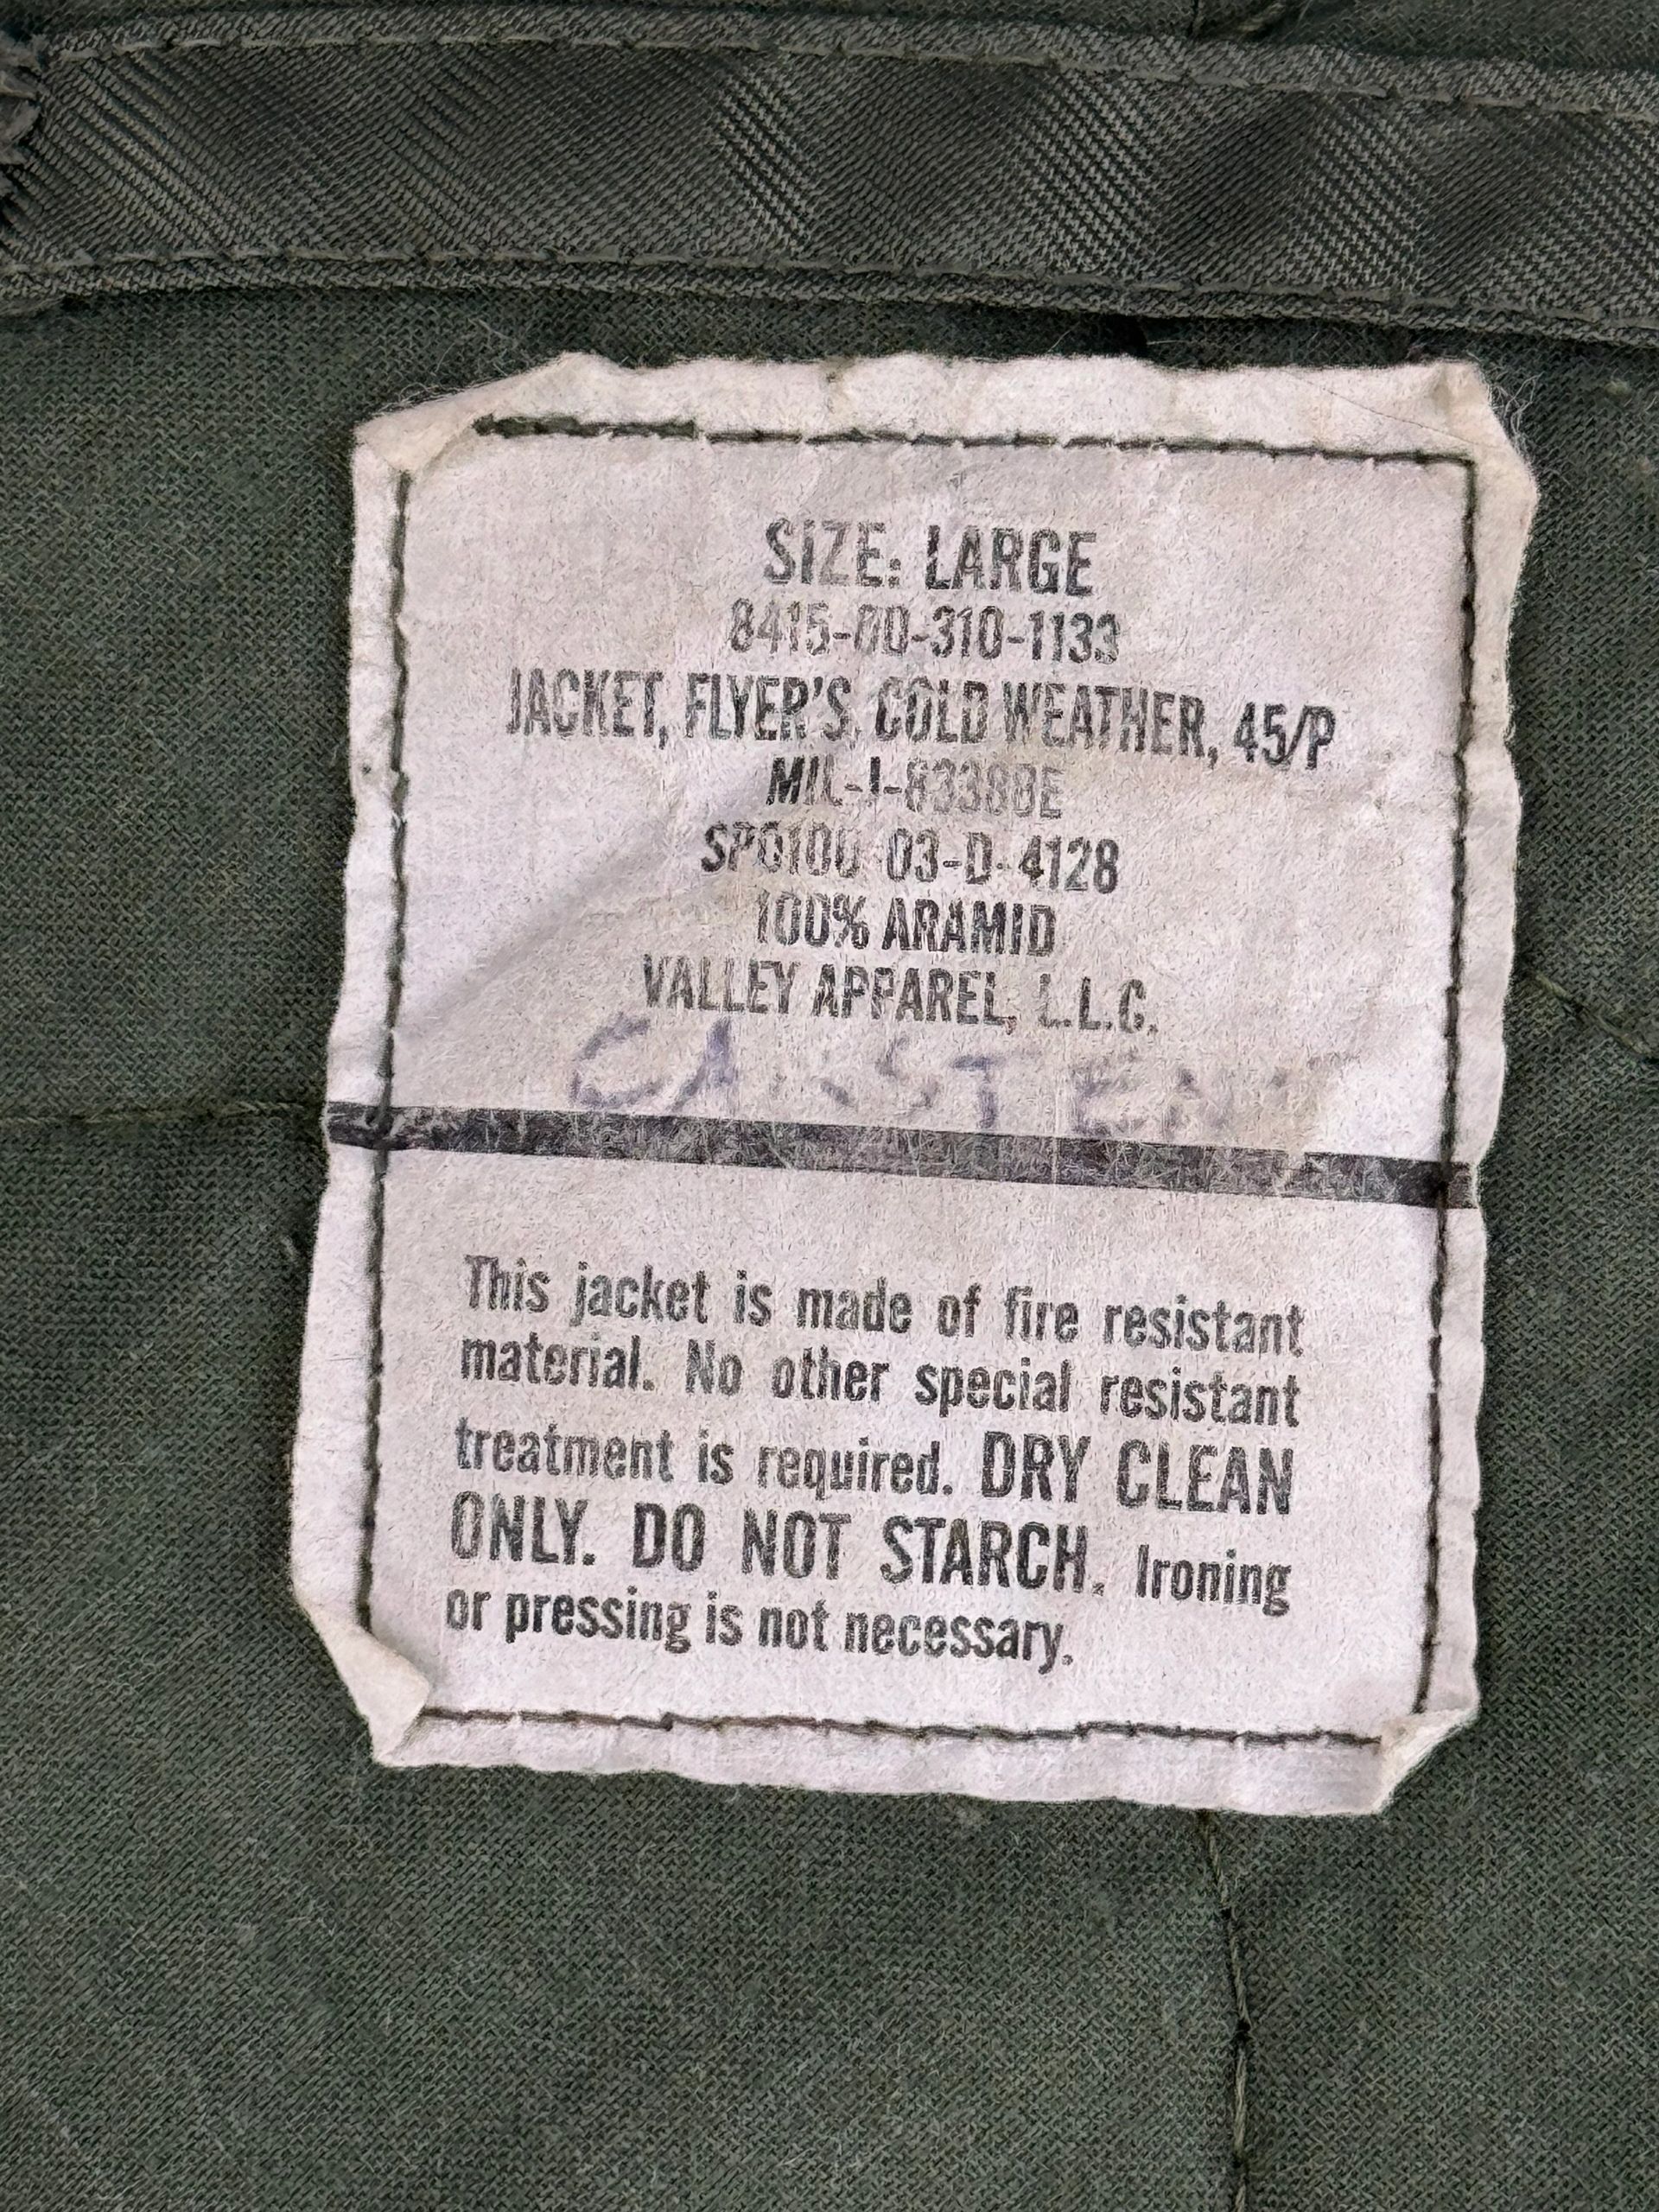 SIZE: LARGE
8415-00-310-1133
JACKET, FLYER'S, COLD WEATHER, 45/P
MIL-J-83388E
SP0100-03-D-4128
100% ARAMID
VALLEY APPAREL, L.L.C.
This jacket is made of fire resistant
material. No other special resistant
treatment is required. DRY CLEAN
ONLY. DO NOT STARCH. Ironing
or pressing is not necessary.